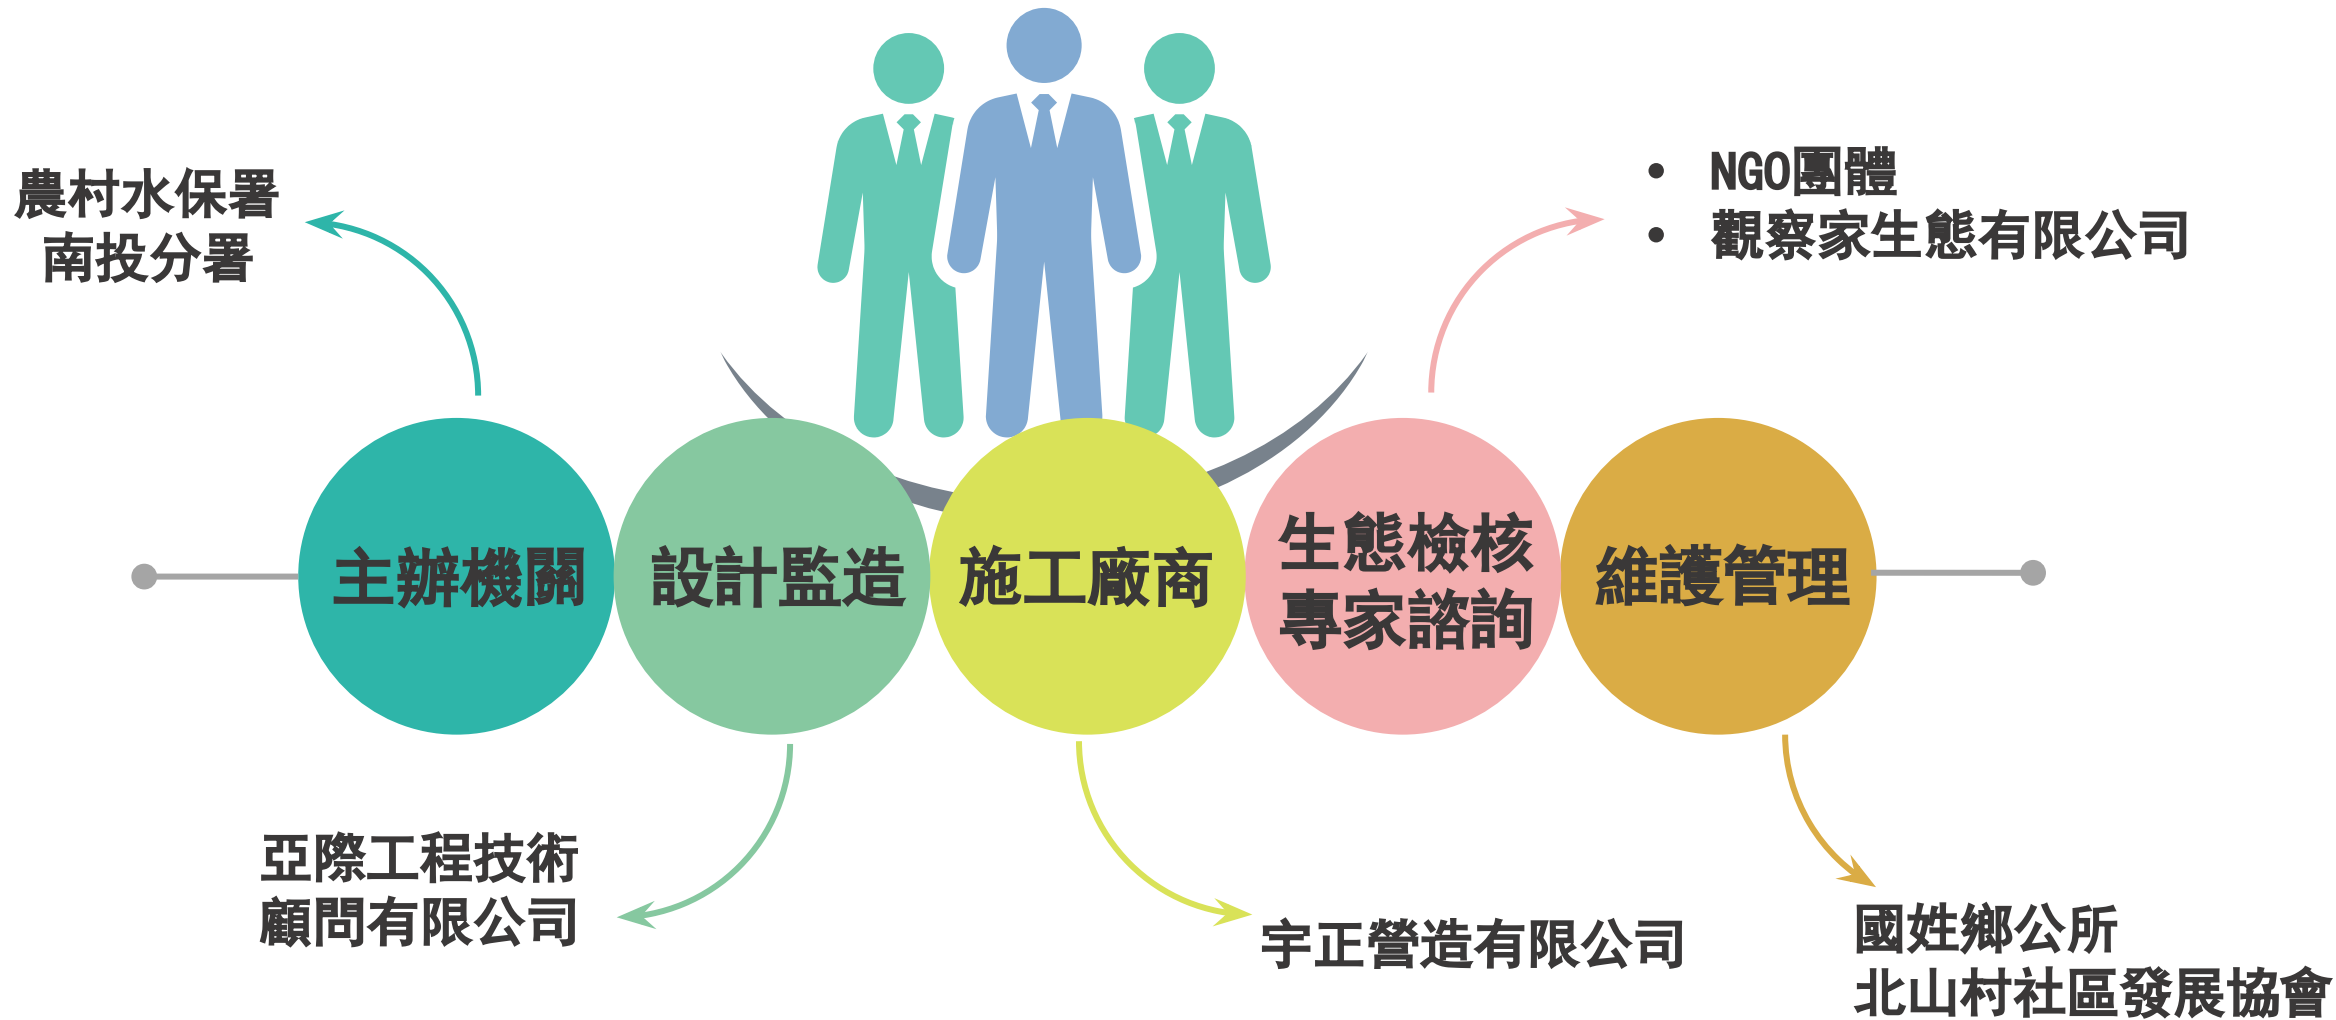 農村水保署
南投分署
• NGO團體
• 觀察家生態有限公司
主辦機關
設計監造
施工廠商
生態檢核
專家諮詢
維護管理
亞際工程技術
顧問有限公司
宇正營造有限公司
國姓鄉公所
北山村社區發展協會